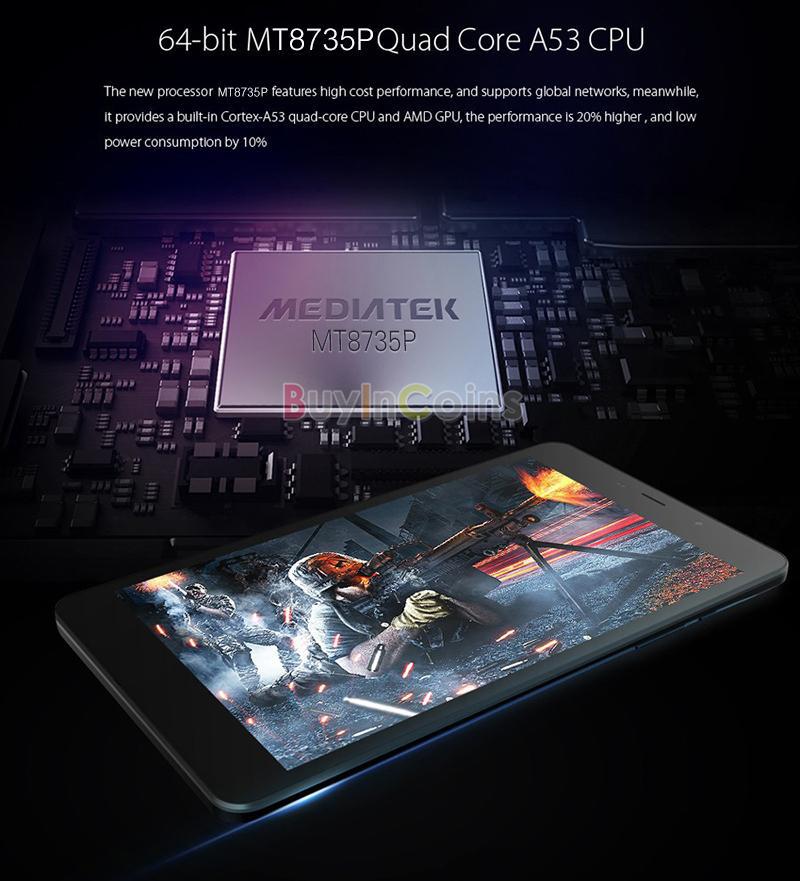 64-bit MT8735P Quad Core A53 CPU
The new processor MT8735P features high cost performance, and supports global networks, meanwhile,
it provides a built-in Cortex-A53 quad-core CPU and AMD GPU, the performance is 20% higher , and low
power consumption by 10%
MEDIATEK
MT8735P
BuyInCoins